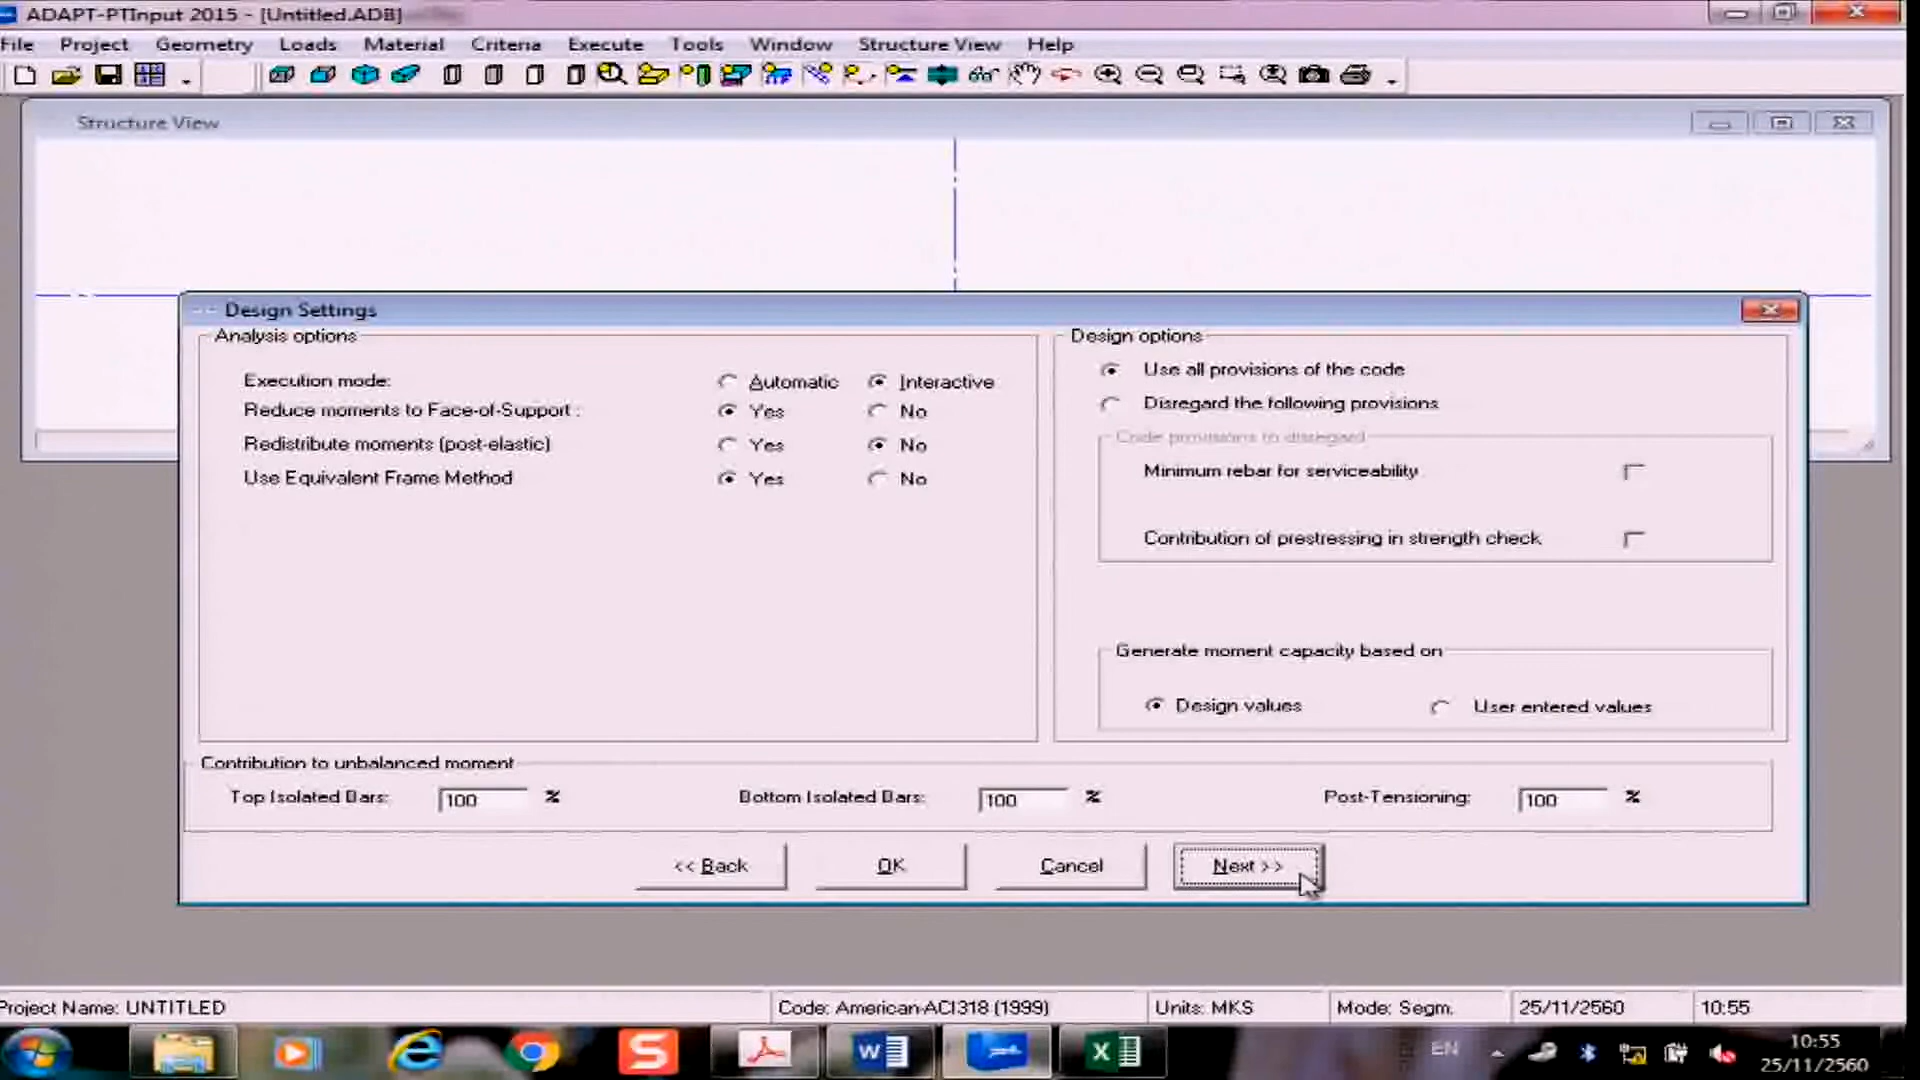 ADAPT-PTInput 2015 - [Untitled.ADB]
File Project Geometry Loads Material Criteria Execute Tools Window Structure View Help
Structure View
Design Settings
Analysis options
Execution mode: Automatic Interactive
Reduce moments to Face-of-Support : Yes No
Redistribute moments (post-elastic) Yes No
Use Equivalent Frame Method Yes No
Design options
Use all provisions of the code
Disregard the following provisions
Code provisions to disregard
Minimum rebar for serviceability
Contribution of prestressing in strength check
Generate moment capacity based on
Design values User entered values
Contribution to unbalanced moment
Top Isolated Bars: 100 % Bottom Isolated Bars: 100 % Post-Tensioning: 100 %
<< Back OK Cancel Next >>
Project Name: UNTITLED Code: American-ACI318 (1999) Units: MKS Mode: Segm. 25/11/2560 10:55
EN
10:55
25/11/2560